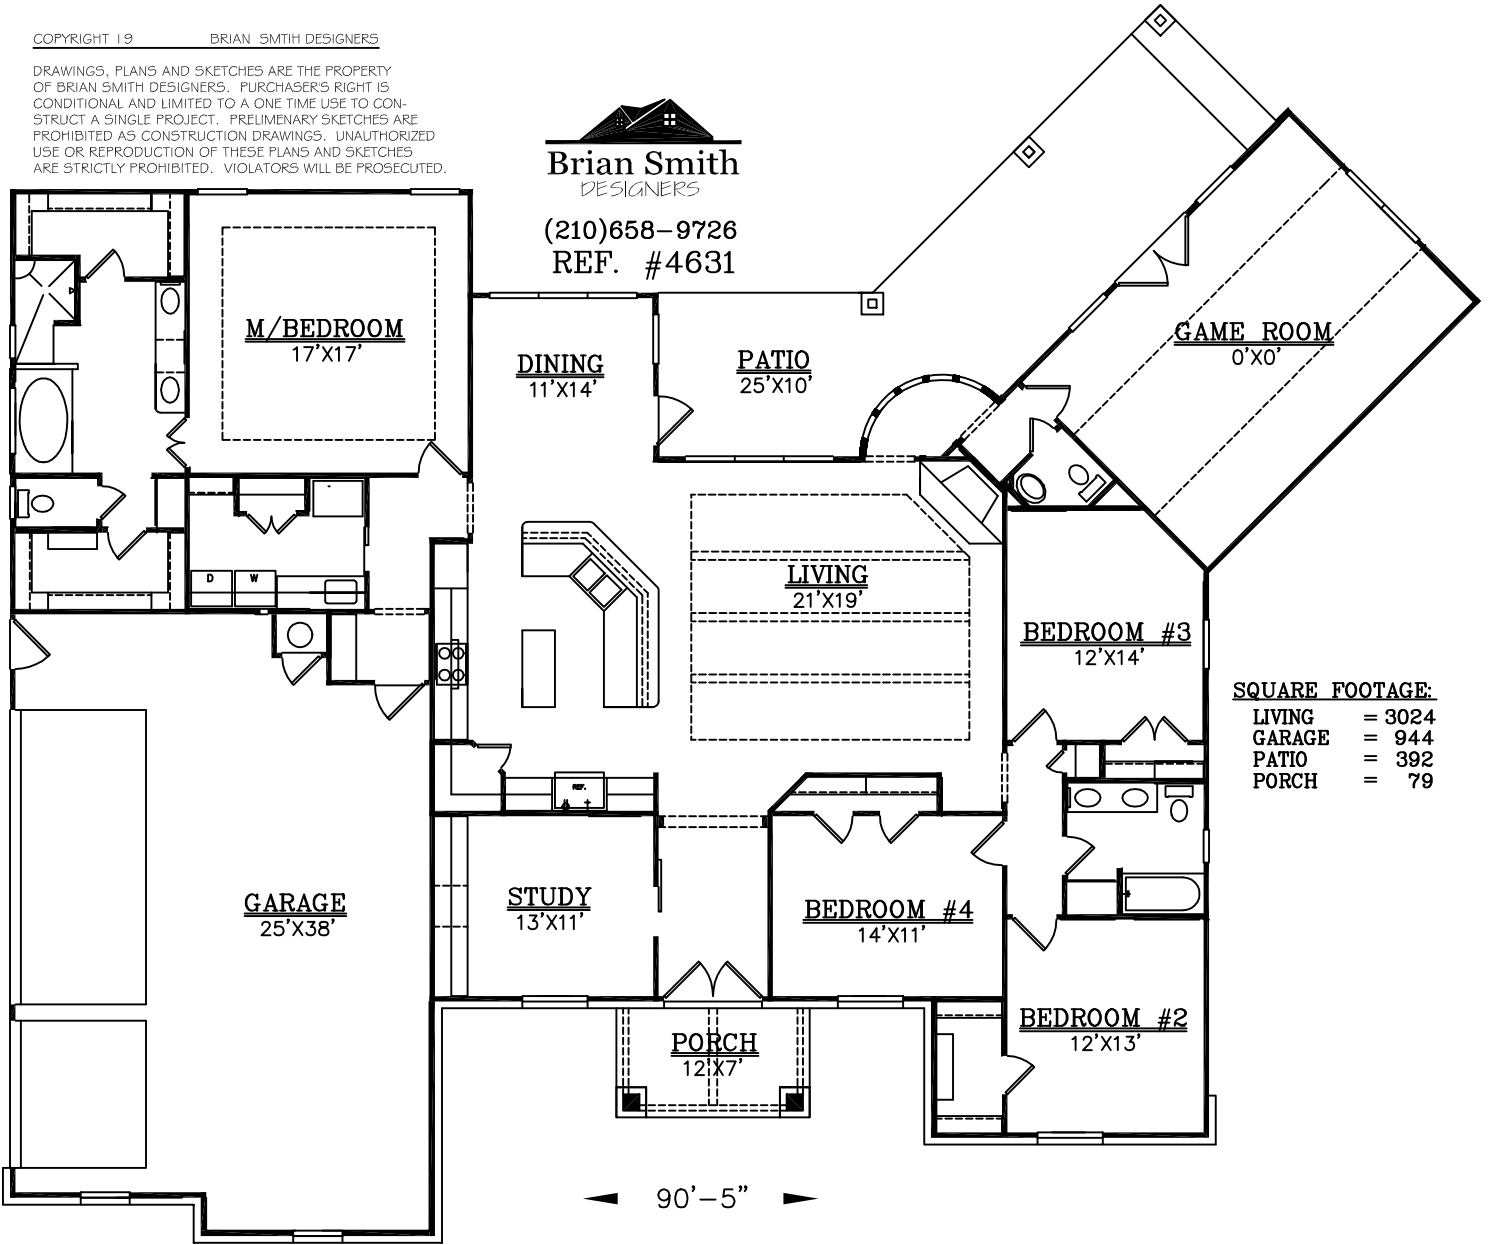 COPYRIGHT 19 BRIAN SMTIH DESIGNERS
DRAWINGS, PLANS AND SKETCHES ARE THE PROPERTY
OF BRIAN SMITH DESIGNERS. PURCHASER'S RIGHT IS
CONDITIONAL AND LIMITED TO A ONE TIME USE TO CON-
STRUCT A SINGLE PROJECT. PRELIMENARY SKETCHES ARE
PROHIBITED AS CONSTRUCTION DRAWINGS. UNAUTHORIZED
USE OR REPRODUCTION OF THESE PLANS AND SKETCHES
ARE STRICTLY PROHIBITED. VIOLATORS WILL BE PROSECUTED.
Brian Smith
DESIGNERS
(210)658-9726
REF. #4631
M/BEDROOM
17'X17'
DINING
11'X14'
PATIO
25'X10'
GAME ROOM
0'X0'
LIVING
21'X19'
D W
BEDROOM #3
12'X14'
SQUARE FOOTAGE:
LIVING = 3024
GARAGE = 944
PATIO = 392
PORCH = 79
REF.
GARAGE
25'X38'
STUDY
13'X11'
BEDROOM #4
14'X11'
PORCH
12'X7'
BEDROOM #2
12'X13'
90'-5"